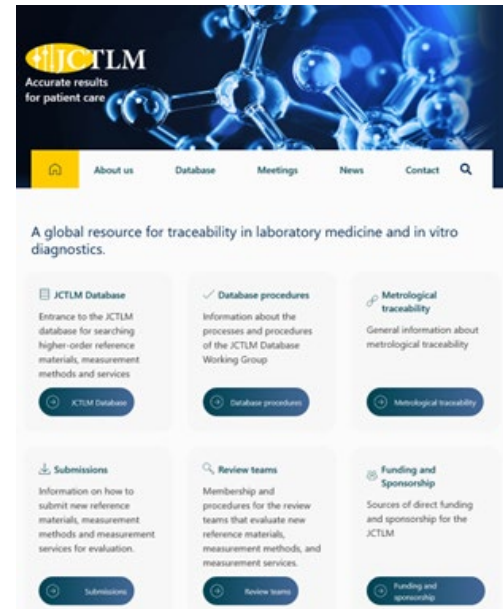 JCTLM
Accurate results
for patient care
About us
Database
Meetings
News
Contact
A global resource for traceability in laboratory medicine and in vitro
diagnostics.
JCTLM Database
Entrance to the JCTLM
database for searching
higher-order reference
materials, measurement
methods and services
JCTLM Database
Database procedures
Information about the
processes and procedures
of the JCTLM Database
Working Group
Database procedures
Metrological
traceability
General information about
metrological traceability
Metrological traceability
Submissions
Information on how to
submit new reference
materials, measurement
methods and measurement
services for evaluation.
Submissions
Review teams
Membership and
procedures for the review
teams that evaluate new
reference materials,
measurement methods, and
measurement services.
Review teams
Funding and
Sponsorship
Sources of direct funding
and sponsorship for the
JCTLM
Funding and
sponsorship